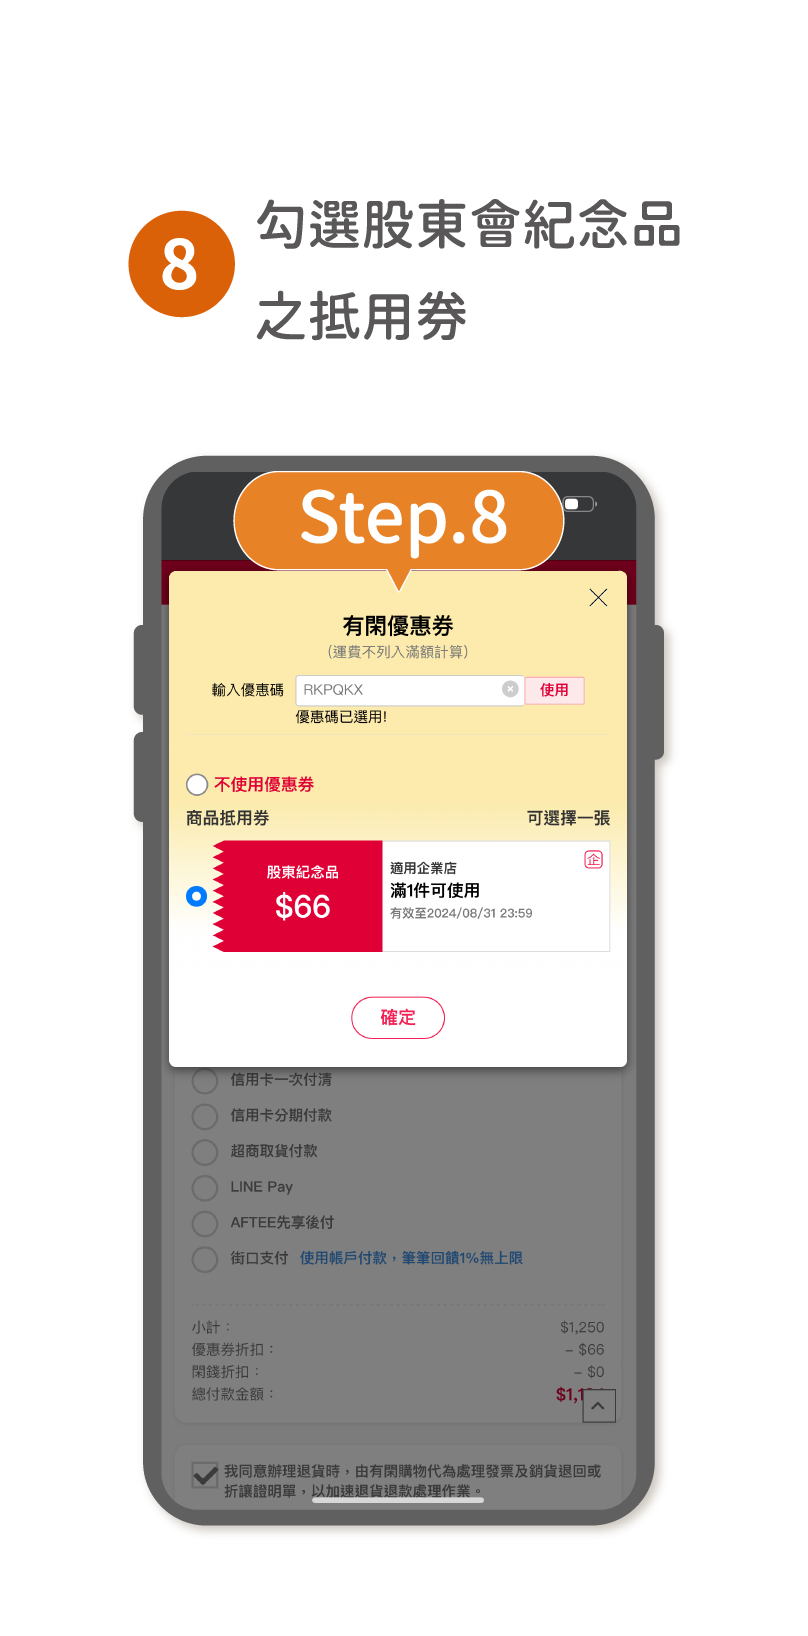 8
勾選股東會紀念品
之抵用券
Step.8
有閑優惠券
(運費不列入滿額計算)
輸入優惠碼 RKPQKX 使用
優惠碼已選用!
不使用優惠券
商品抵用券 可選擇一張
股東紀念品
$66
適用企業店 企
滿1件可使用
有效至2024/08/31 23:59
確定
信用卡一次付清
信用卡分期付款
超商取貨付款
LINE Pay
AFTEE先享後付
街口支付 使用帳戶付款，筆筆回饋1%無上限
小計： $1,250
優惠券折扣： – $66
閑錢折扣： – $0
總付款金額：
我同意辦理退貨時，由有閑購物代為處理發票及銷貨退回或
折讓證明單，以加速退貨退款處理作業。